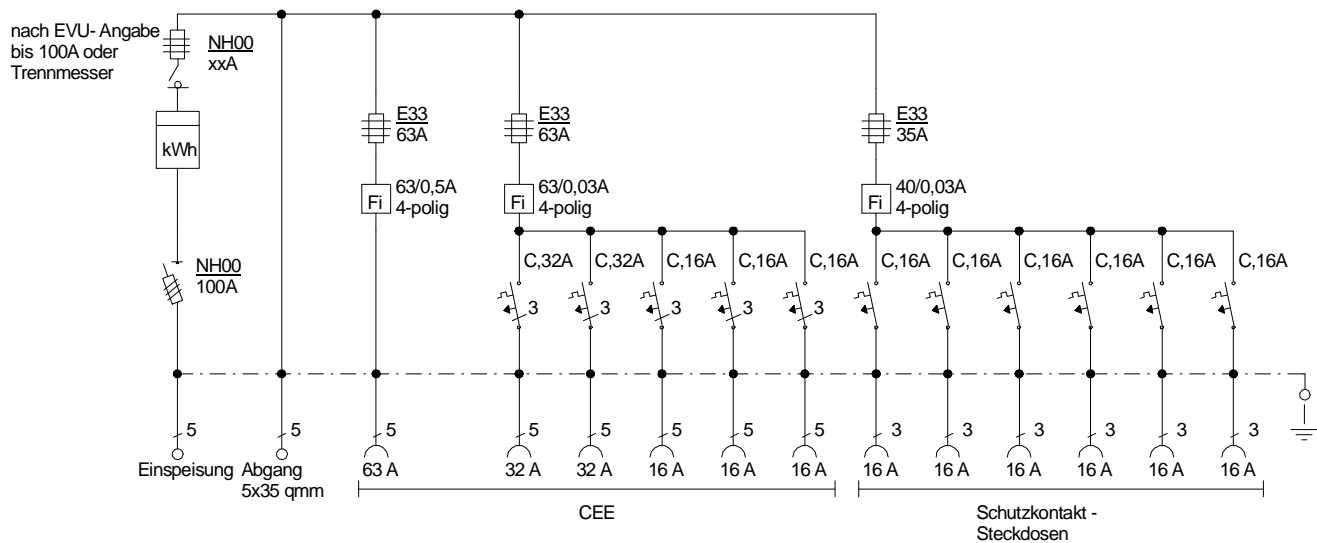 nach EVU- Angabe
bis 100A oder
Trennmesser
NH00
xxA
kWh
NH00
100A
E33
63A
E33
63A
E33
35A
Fi
63/0,5A
4-polig
Fi
63/0,03A
4-polig
Fi
40/0,03A
4-polig
C,32A
C,32A
C,16A
C,16A
C,16A
C,16A
C,16A
C,16A
C,16A
C,16A
C,16A
3
3
3
3
3
5
5
5
5
5
5
5
5
3
3
3
3
3
3
Einspeisung
Abgang
5x35 qmm
63 A
32 A
32 A
16 A
16 A
16 A
16 A
16 A
16 A
16 A
16 A
16 A
CEE
Schutzkontakt -
Steckdosen